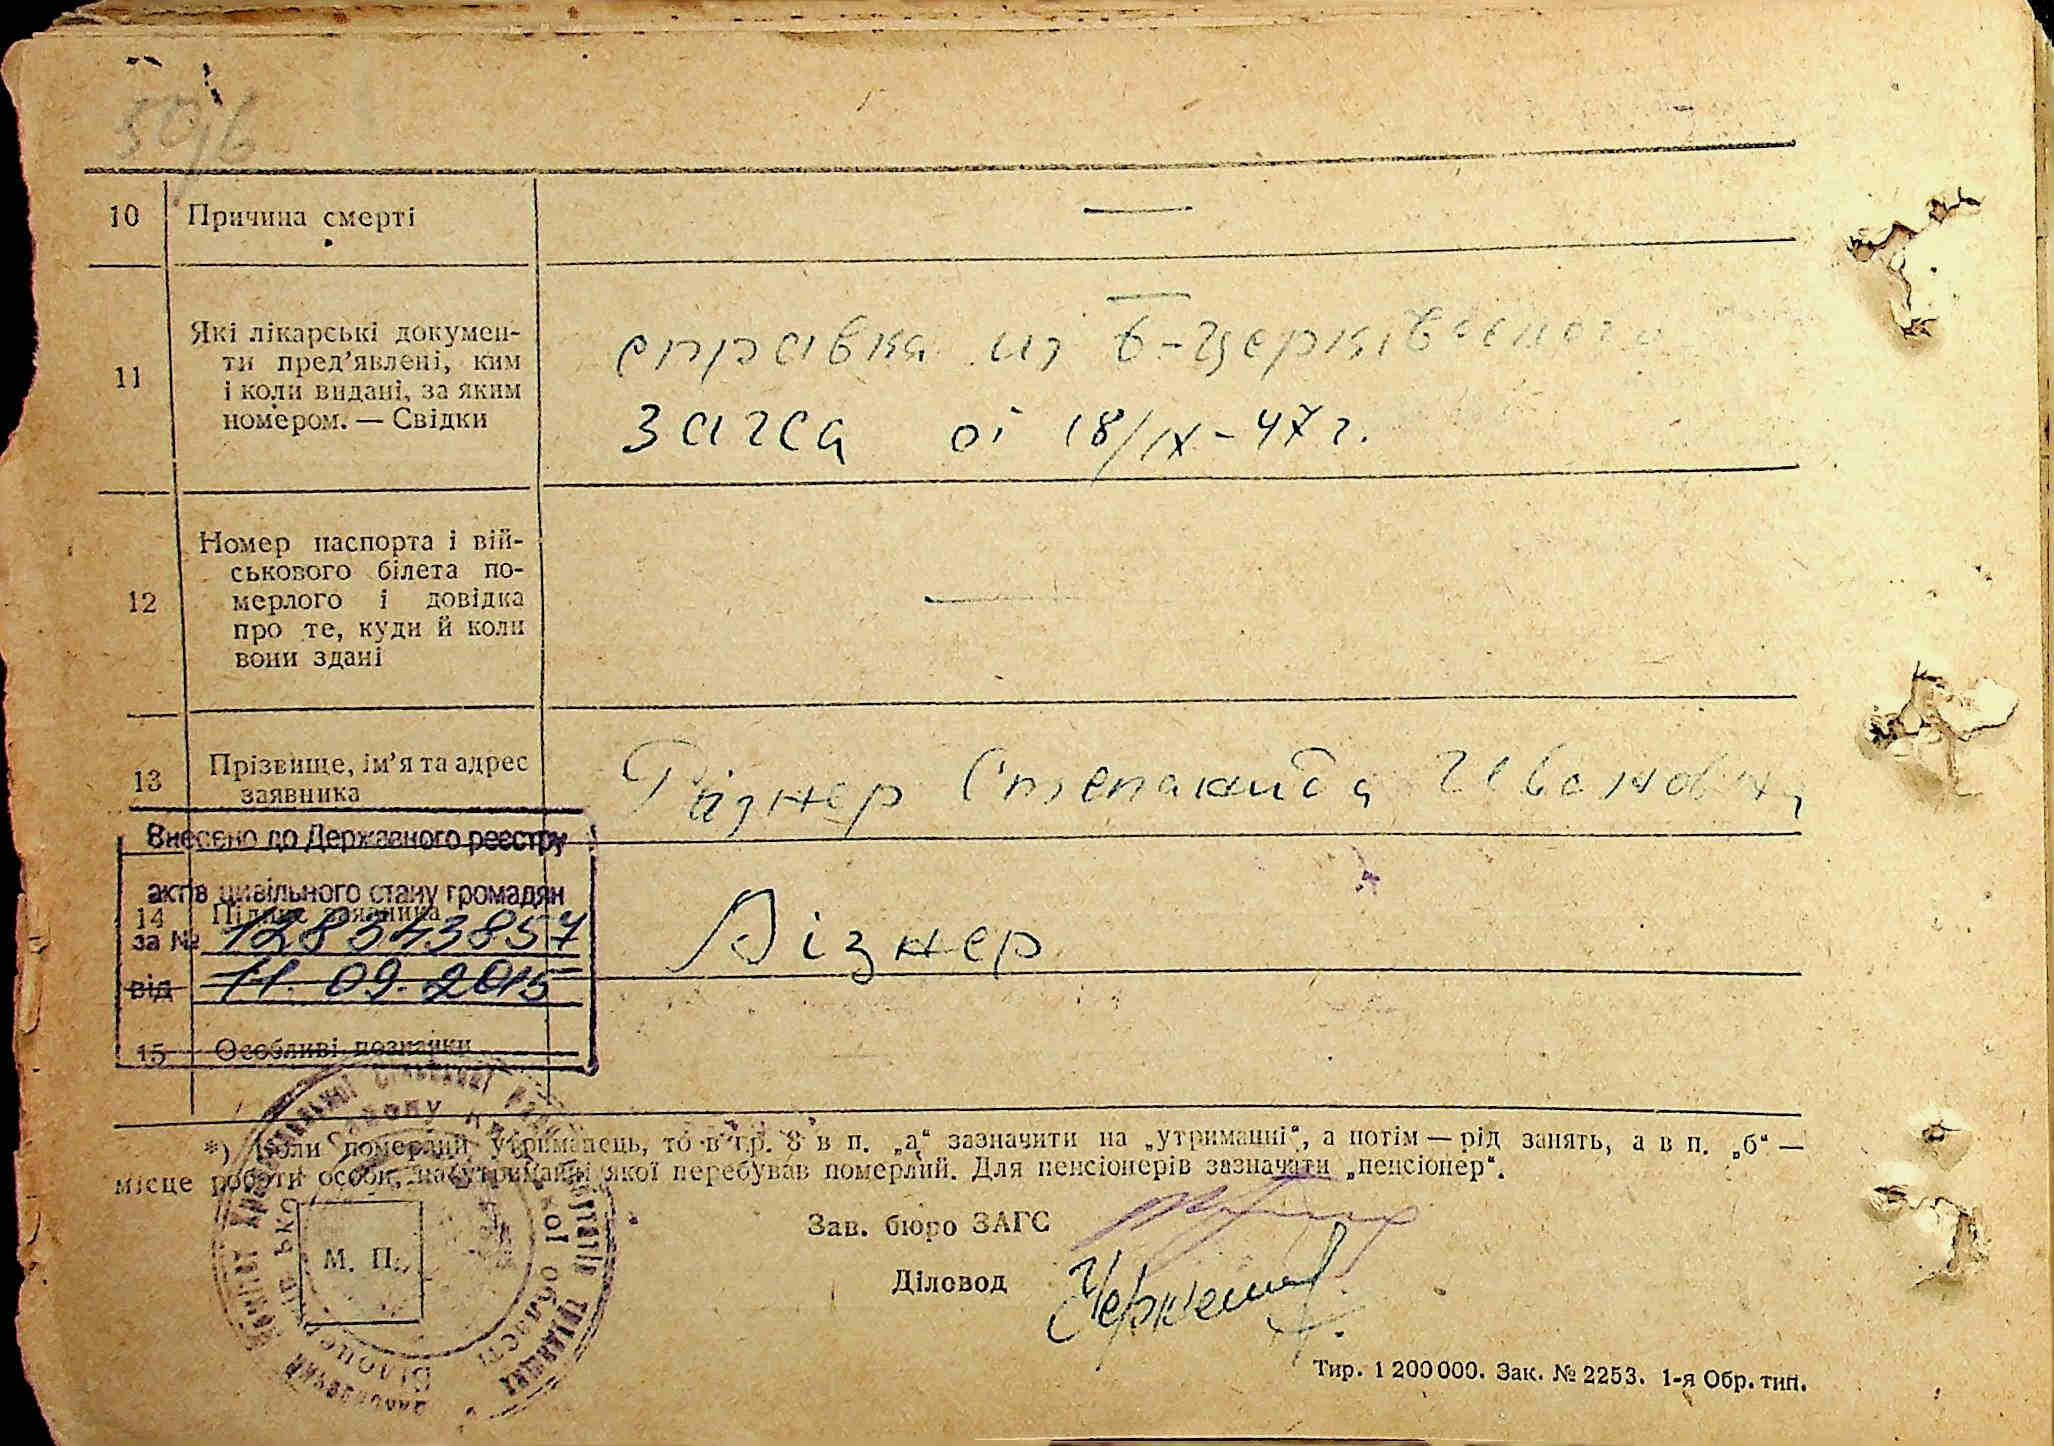 50/6
10 Причина смерті —
11 Які лікарські докумен-
ти пред’явлені, ким
і коли видані, за яким
номером. — Свідки
—
справка из б-церківського
загса от 18/IX-47 г.
12 Номер паспорта і вій-
ськового білета по-
мерлого і довідка
про те, куди й коли
вони здані
—
13 Прізвище, ім’я та адрес
заявника
Різнер Степанида Ивановна
Внесено до Державного реєстру
актів цивільного стану громадян
14 Підпис заявника
Візнер
за № 128343857
від 11.09.2015
15 Особливі позначки
*) Коли померлий утриманець, то в гр. 8 в п. „а“ зазначити на „утриманні“, а потім — рід занять, а в п. „б“ —
місце роботи особи, на утриманні якої перебував померлий. Для пенсіонерів зазначати „пенсіонер“.
Зав. бюро ЗАГС
М. П.
Діловод
Тир. 1 200 000. Зак. № 2253. 1-я Обр. тип.